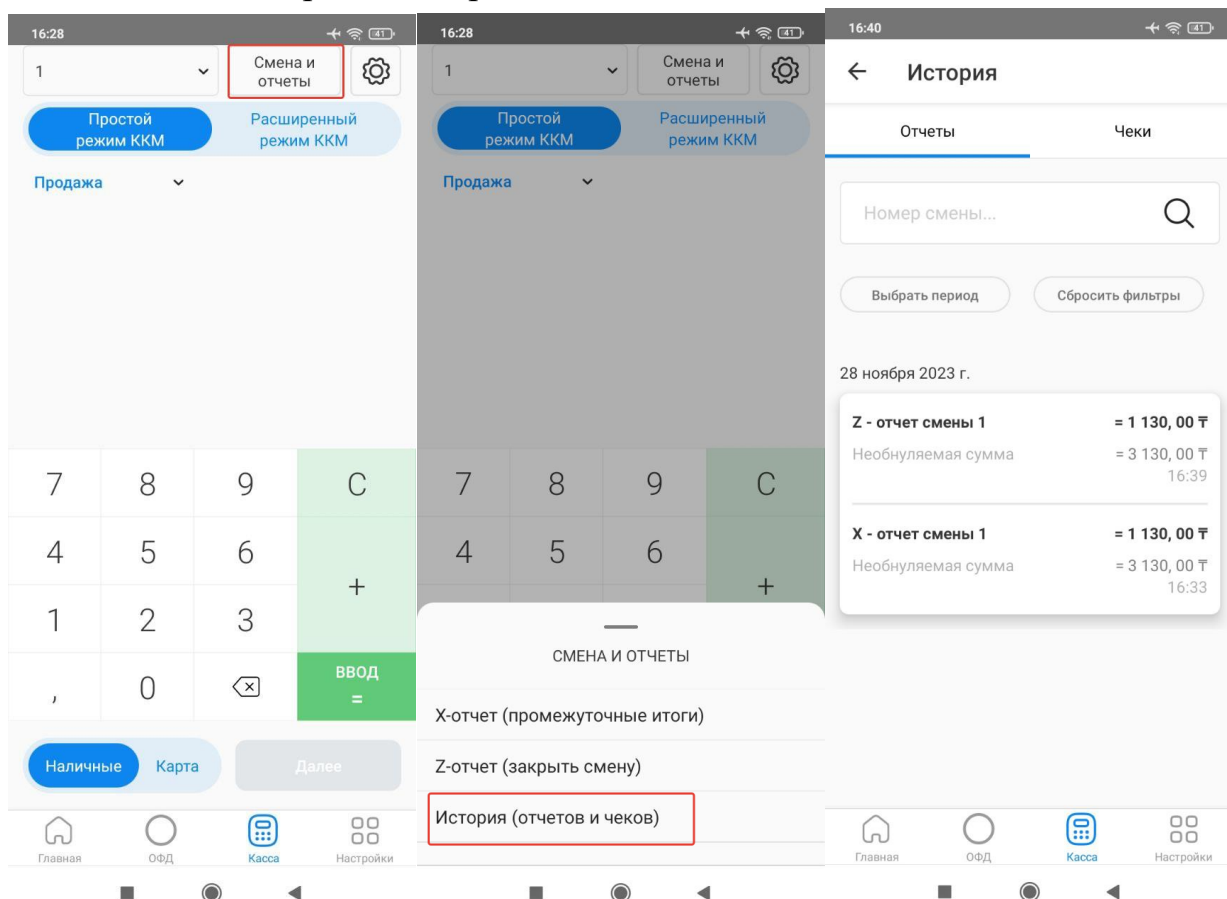 16:28
41
1
Смена и
отчеты
Простой
режим ККМ
Расширенный
режим ККМ
Продажа
7 8 9 C
4 5 6
+
1 2 3
, 0
ВВОД
=
Наличные Карта Далее
Главная ОФД Касса Настройки
16:28
41
1
Смена и
отчеты
Простой
режим ККМ
Расширенный
режим ККМ
Продажа
7 8 9 C
4 5 6
+
СМЕНА И ОТЧЕТЫ
X-отчет (промежуточные итоги)
Z-отчет (закрыть смену)
История (отчетов и чеков)
16:40
41
История
Отчеты Чеки
Номер смены...
Выбрать период Сбросить фильтры
28 ноября 2023 г.
Z - отчет смены 1 = 1 130, 00 ₸
Необнуляемая сумма = 3 130, 00 ₸
16:39
X - отчет смены 1 = 1 130, 00 ₸
Необнуляемая сумма = 3 130, 00 ₸
16:33
Главная ОФД Касса Настройки